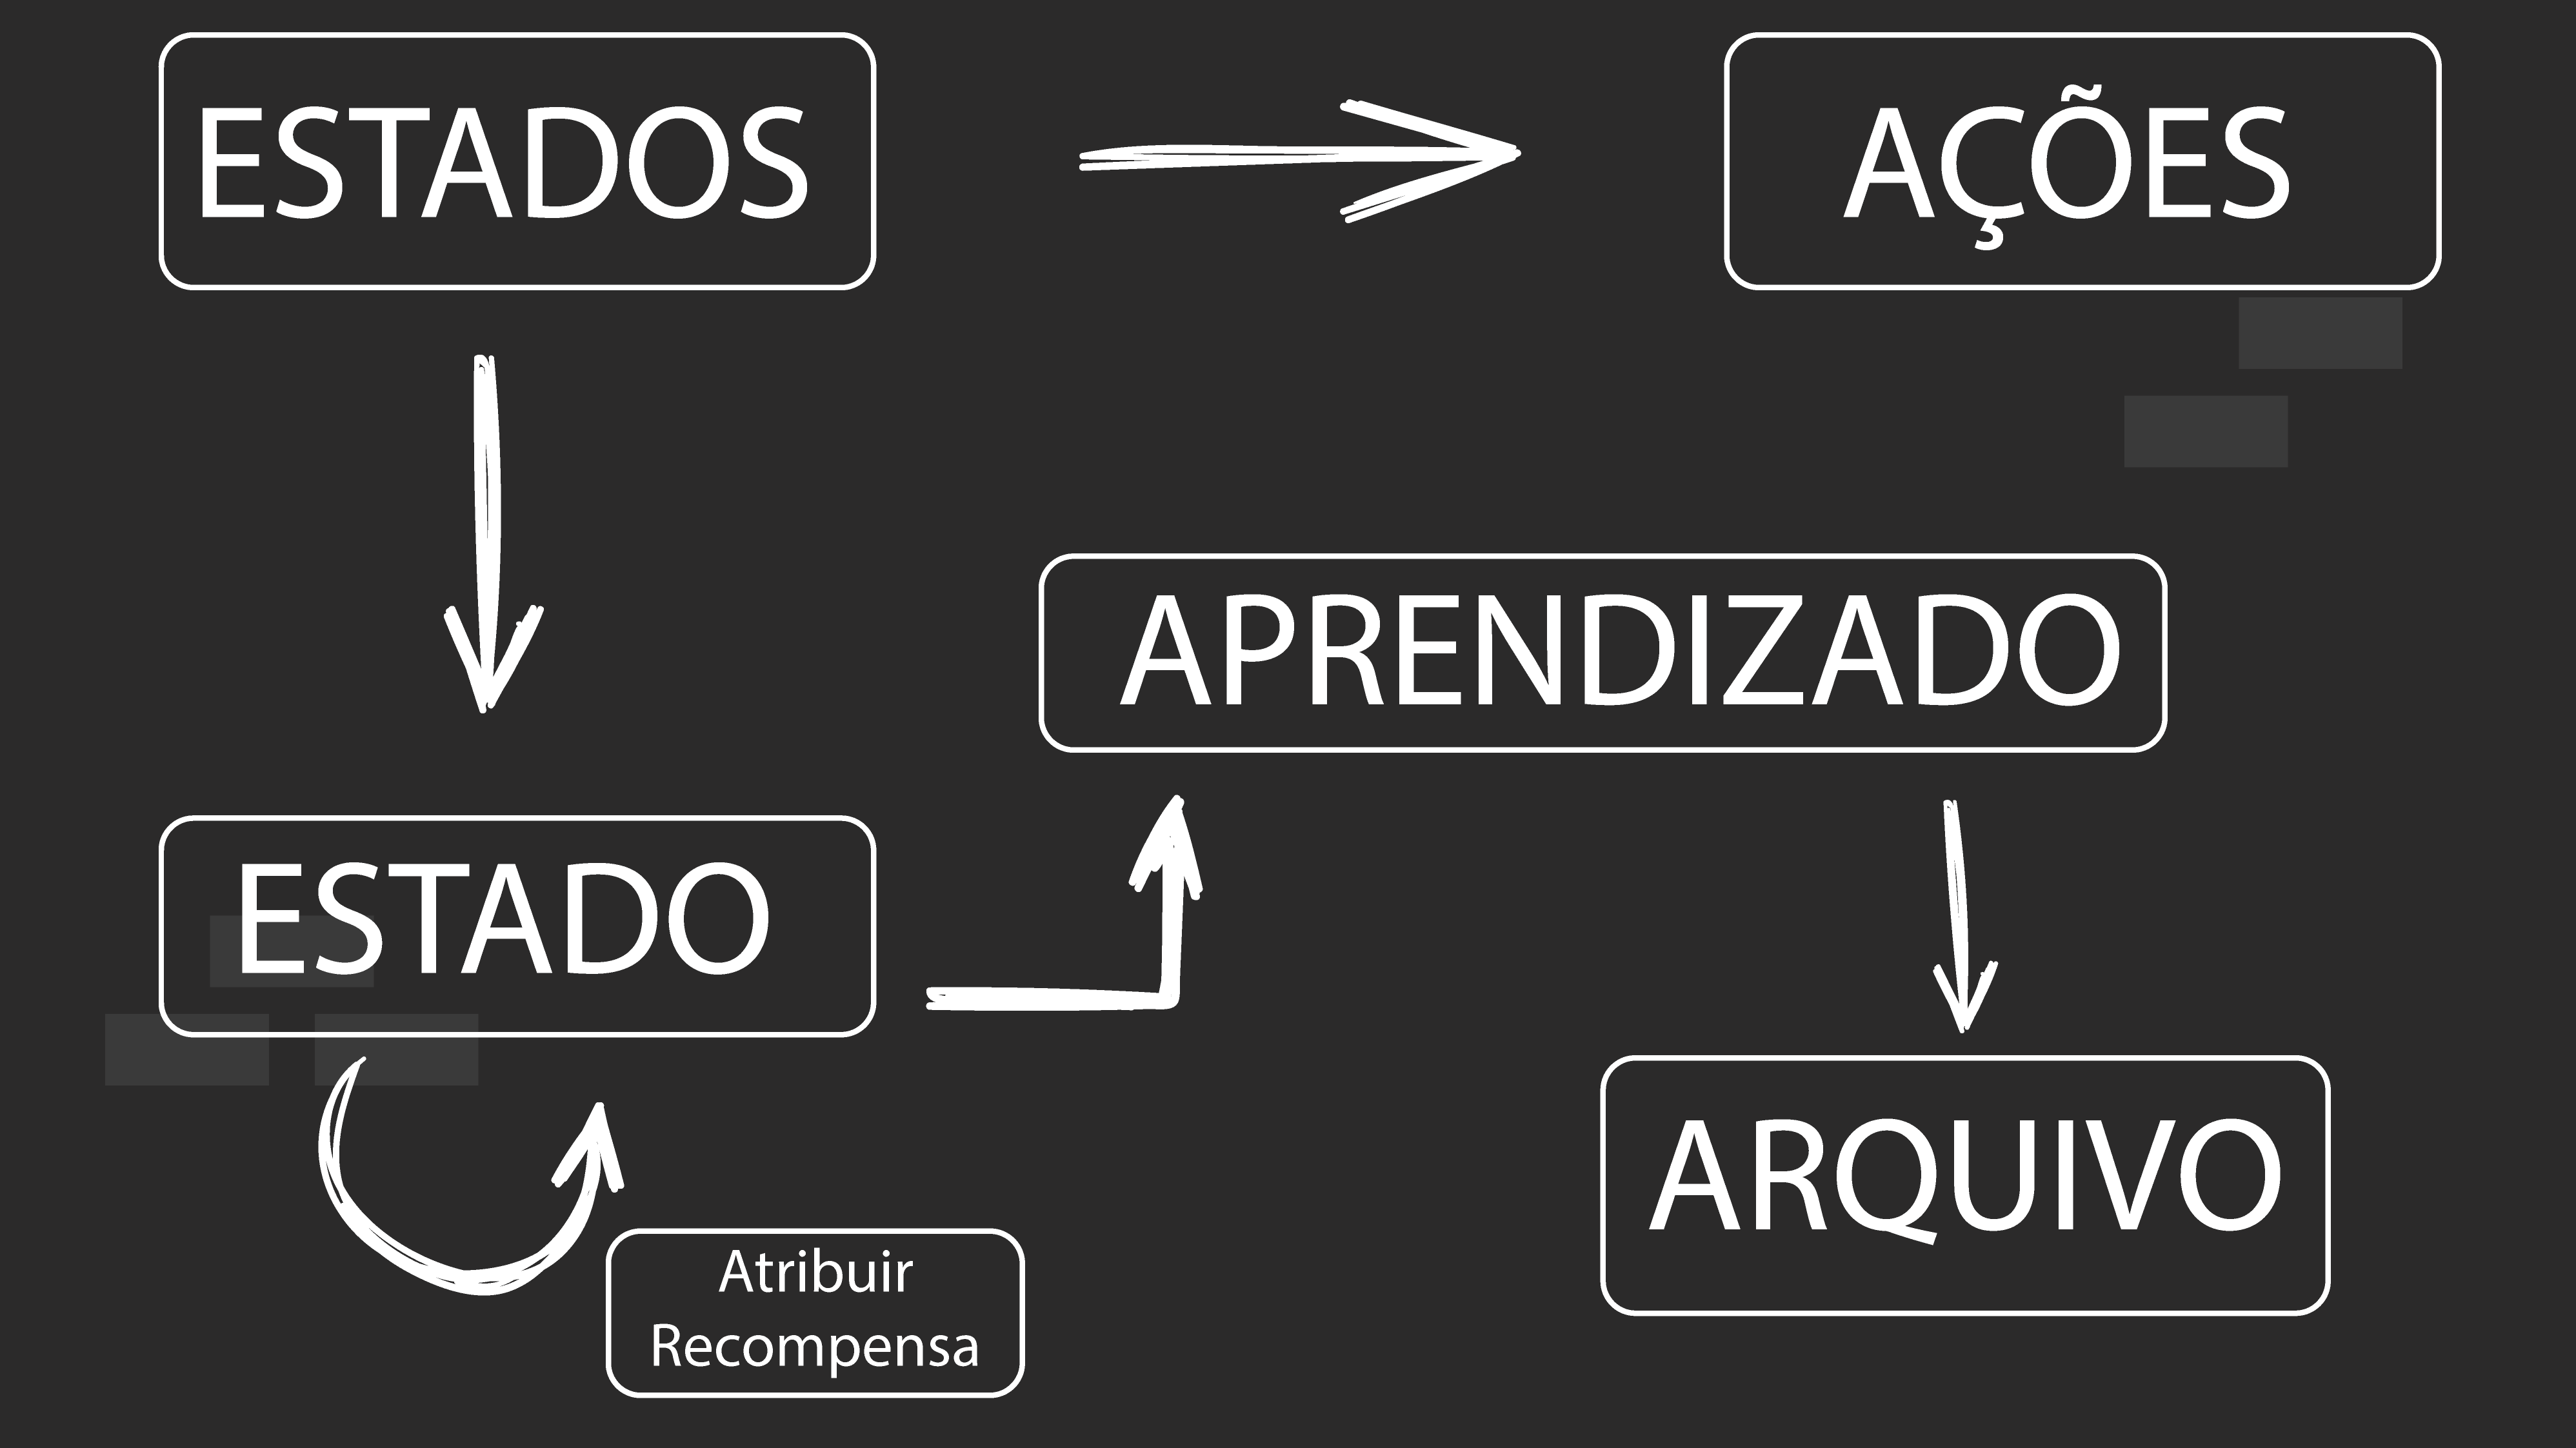 ESTADOS
AÇÕES
APRENDIZADO
ESTADO
ARQUIVO
Atribuir
Recompensa